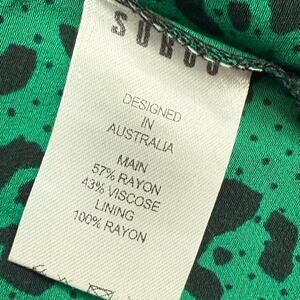 DESIGNED
IN
AUSTRALIA
MAIN
57% RAYON
43% VISCOSE
LINING
100% RAYON